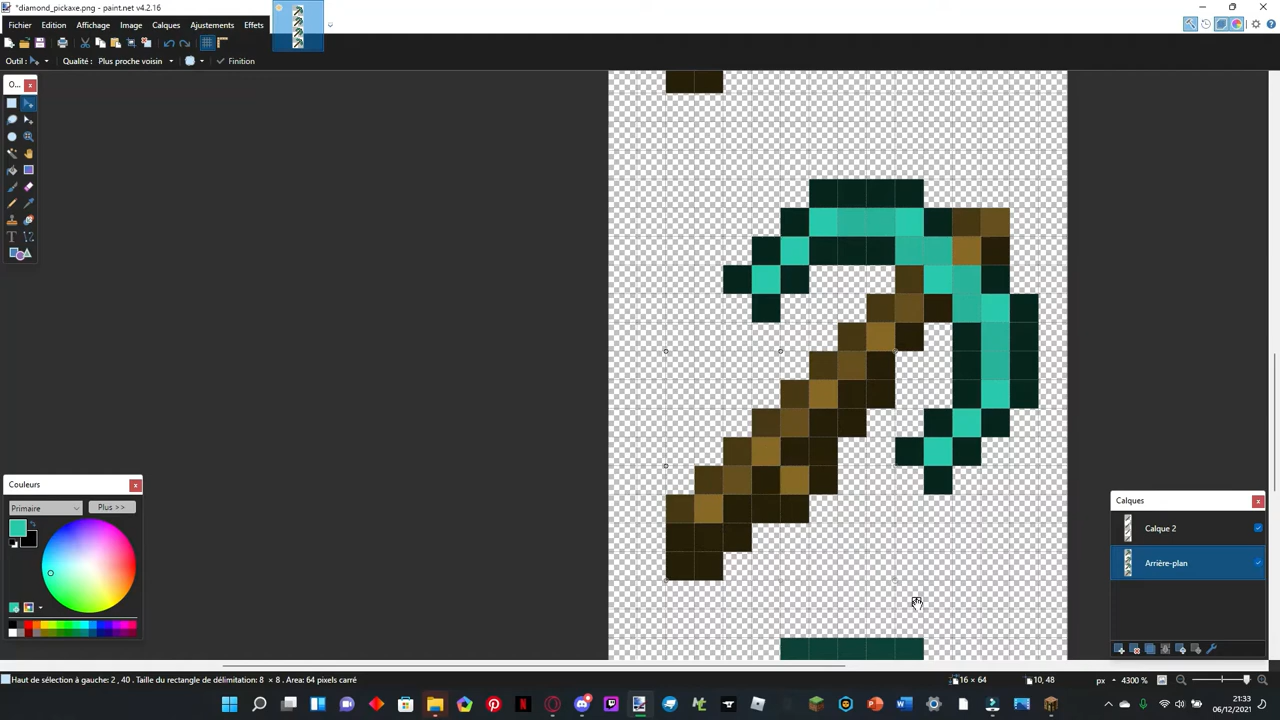 *diamond_pickaxe.png - paint.net v4.2.16
Fichier Edition Affichage Image Calques Ajustements Effets
Outil : Qualité : Plus proche voisin Finition
O...
Couleurs
Primaire Plus >>
Calques
Calque 2
Arrière-plan
Haut de sélection à gauche: 2, 40. Taille du rectangle de délimitation: 8 × 8. Area: 64 pixels carré 16 × 64 10, 48 px 4300 %
21:33
06/12/2021